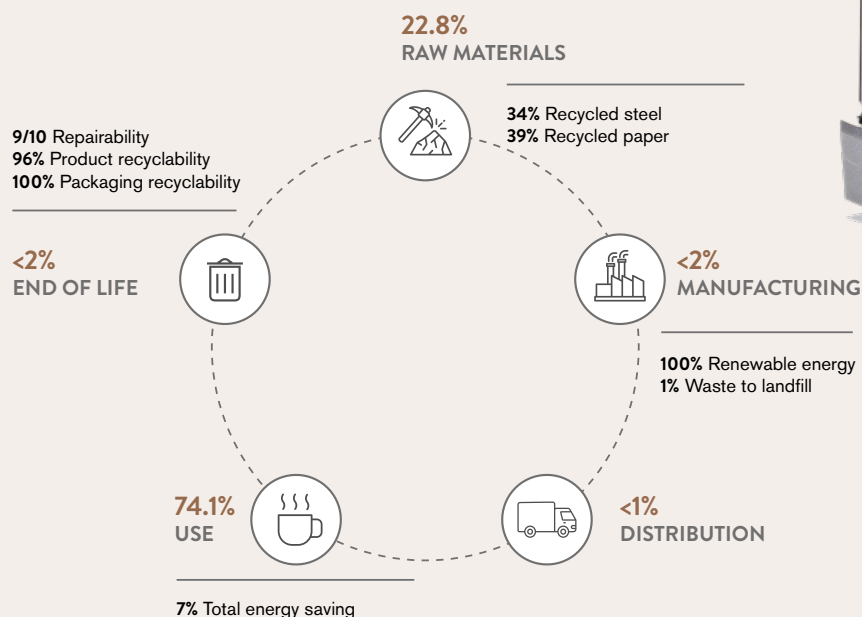 22.8%
RAW MATERIALS
34% Recycled steel
39% Recycled paper
9/10 Repairability
96% Product recyclability
100% Packaging recyclability
<2%
END OF LIFE
<2%
MANUFACTURING
100% Renewable energy
1% Waste to landfill
74.1%
USE
<1%
DISTRIBUTION
7% Total energy saving